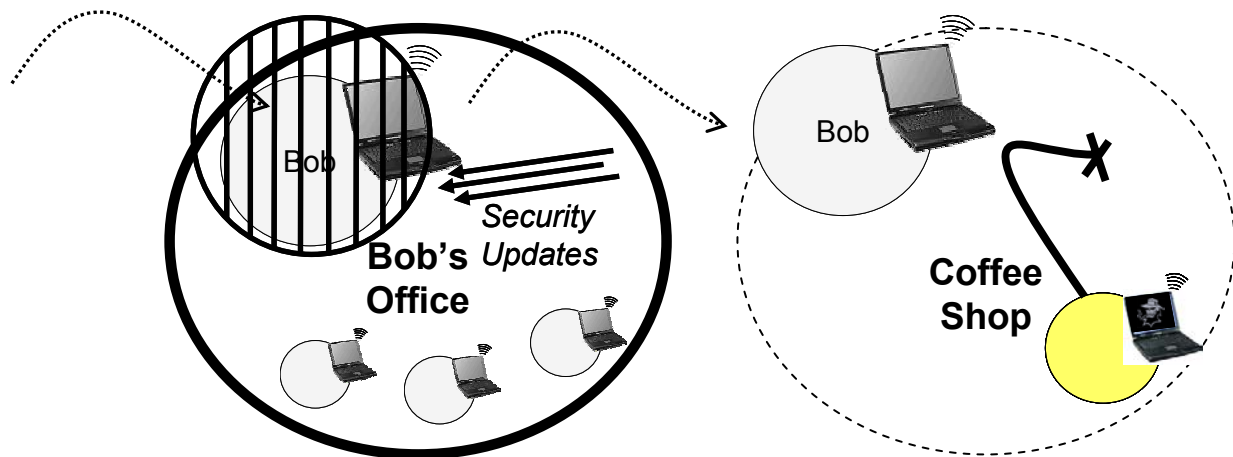 Bob
Security
Updates
Bob's
Office
Bob
Coffee
Shop